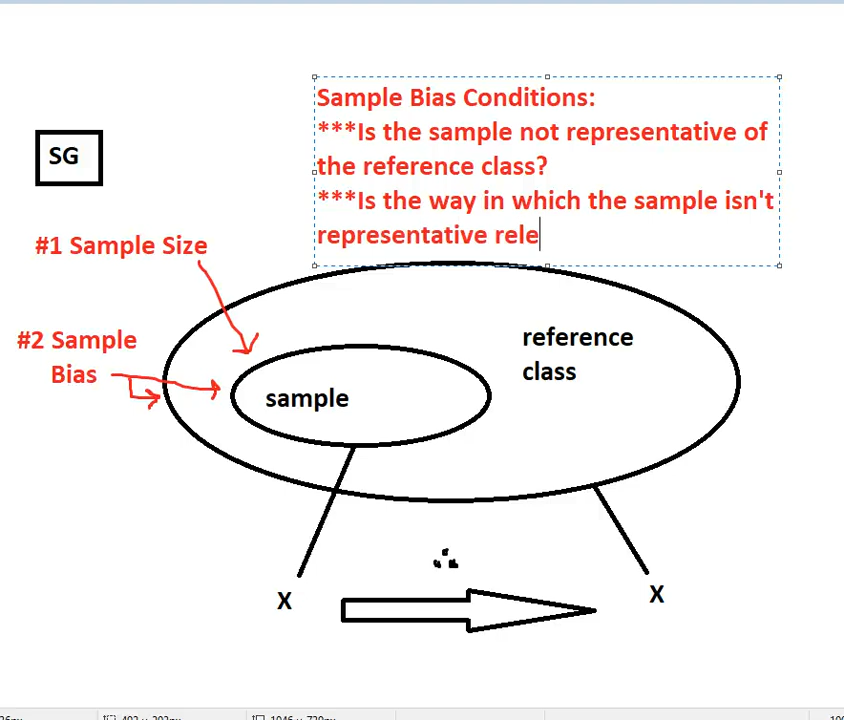 Sample Bias Conditions:
***Is the sample not representative of
the reference class?
***Is the way in which the sample isn't
representative rele
SG
#1 Sample Size
#2 Sample
Bias
reference
class
sample
∴
X
X